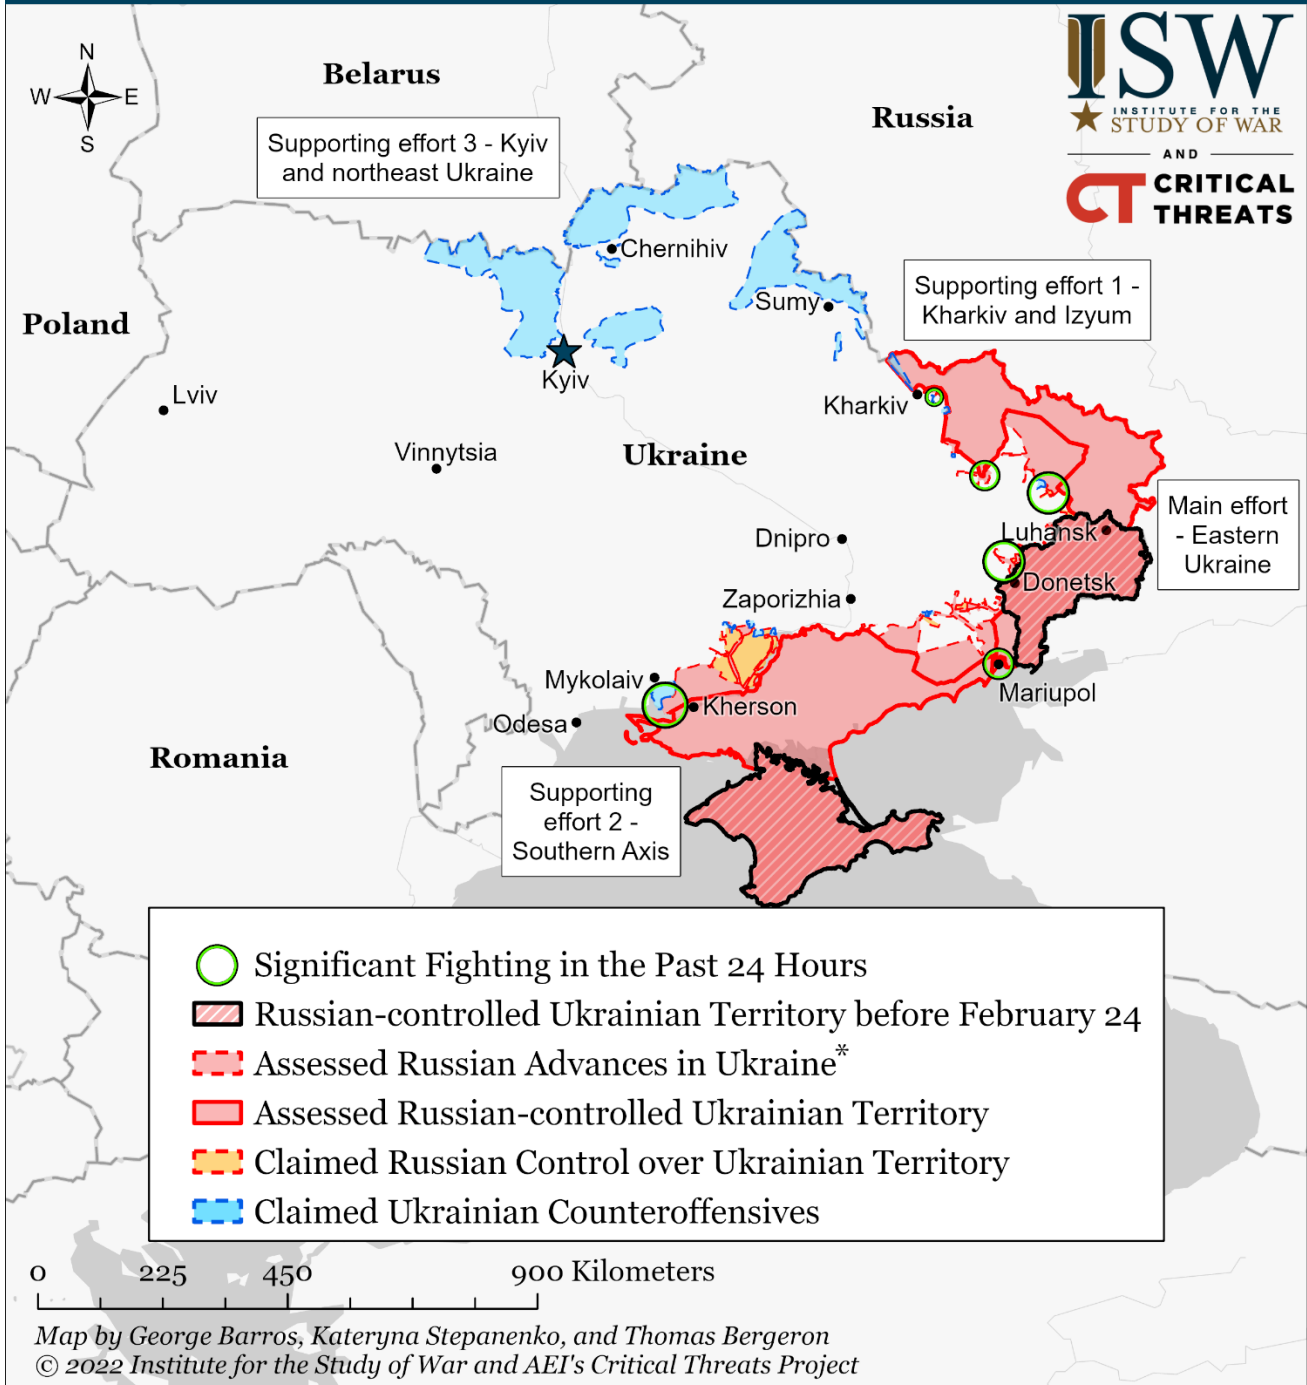 N
W
E
S
Belarus
Russia
ISW
INSTITUTE FOR THE
STUDY OF WAR
AND
CT CRITICAL
THREATS
Supporting effort 3 - Kyiv
and northeast Ukraine
Chernihiv
Sumy
Supporting effort 1 -
Kharkiv and Izyum
Poland
Kyiv
Lviv
Kharkiv
Vinnytsia
Ukraine
Main effort
- Eastern
Ukraine
Luhansk
Dnipro
Donetsk
Zaporizhia
Mykolaiv
Mariupol
Kherson
Odesa
Romania
Supporting
effort 2 -
Southern Axis
Significant Fighting in the Past 24 Hours
Russian-controlled Ukrainian Territory before February 24
Assessed Russian Advances in Ukraine*
Assessed Russian-controlled Ukrainian Territory
Claimed Russian Control over Ukrainian Territory
Claimed Ukrainian Counteroffensives
0 225 450 900 Kilometers
Map by George Barros, Kateryna Stepanenko, and Thomas Bergeron
© 2022 Institute for the Study of War and AEI's Critical Threats Project